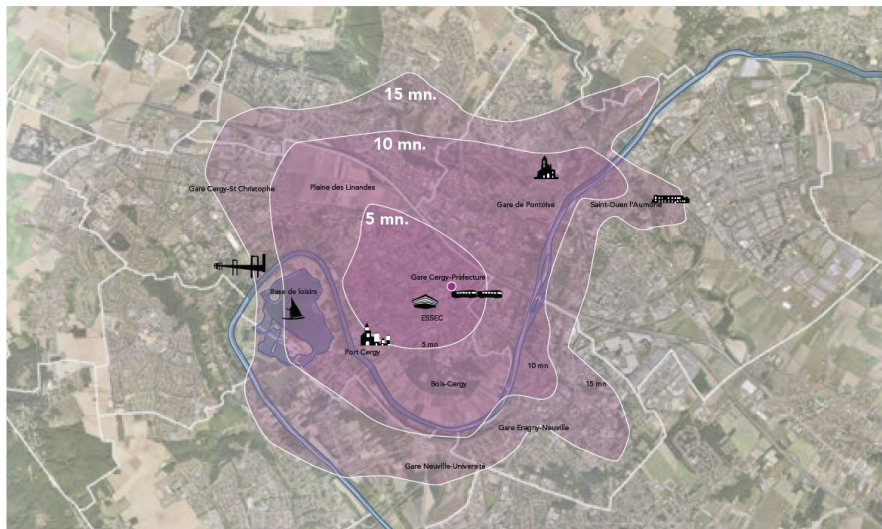 15 mn.
10 mn.
Gare Cergy-St Christophe
Plaine des Linandes
Gare de Pontoise
Saint-Ouen l'Aumone
5 mn.
Gare Cergy-Préfecture
Base de loisirs
ESSEC
5 mn
Port Cergy
10 mn
Bois-Cergy
15 mn
Gare Eragny-Neuville
Gare Neuville-Université